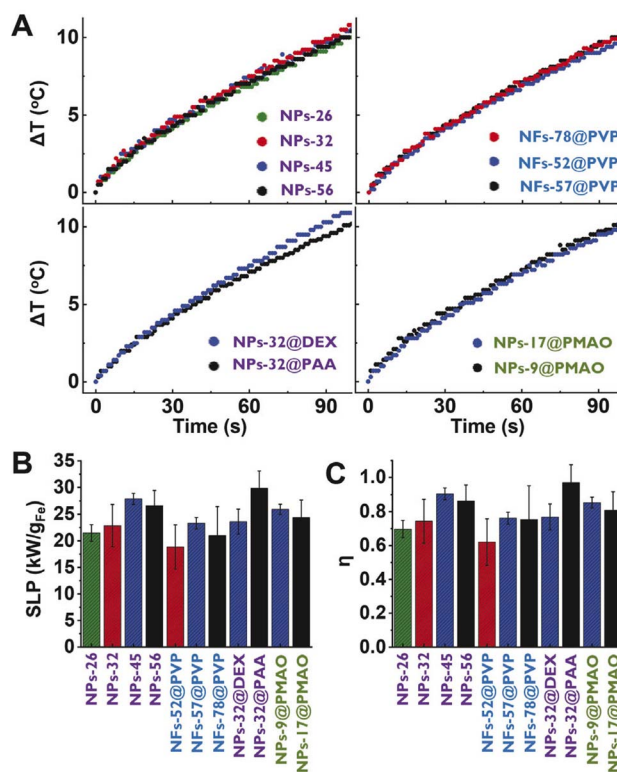 A
ΔT (°C)
10
5
0
NPs-26
NPs-32
NPs-45
NPs-56
NFs-78@PVP
NFs-52@PVP
NFs-57@PVP
ΔT (°C)
10
5
0
NPs-32@DEX
NPs-32@PAA
NPs-17@PMAO
NPs-9@PMAO
0 30 60 90
0 30 60 90
Time (s)
Time (s)
B
SLP (kW/gFe)
35
30
25
20
15
10
5
0
NPs-26
NPs-32
NPs-45
NPs-56
NFs-52@PVP
NFs-57@PVP
NFs-78@PVP
NPs-32@DEX
NPs-32@PAA
NPs-9@PMAO
NPs-17@PMAO
C
η
1.0
0.8
0.6
0.4
0.2
0.0
NPs-26
NPs-32
NPs-45
NPs-56
NFs-52@PVP
NFs-57@PVP
NFs-78@PVP
NPs-32@DEX
NPs-32@PAA
NPs-9@PMAO
NPs-17@PMAO